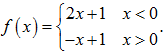 f(x) = { 2x+1  x<0
-x+1  x>0 .